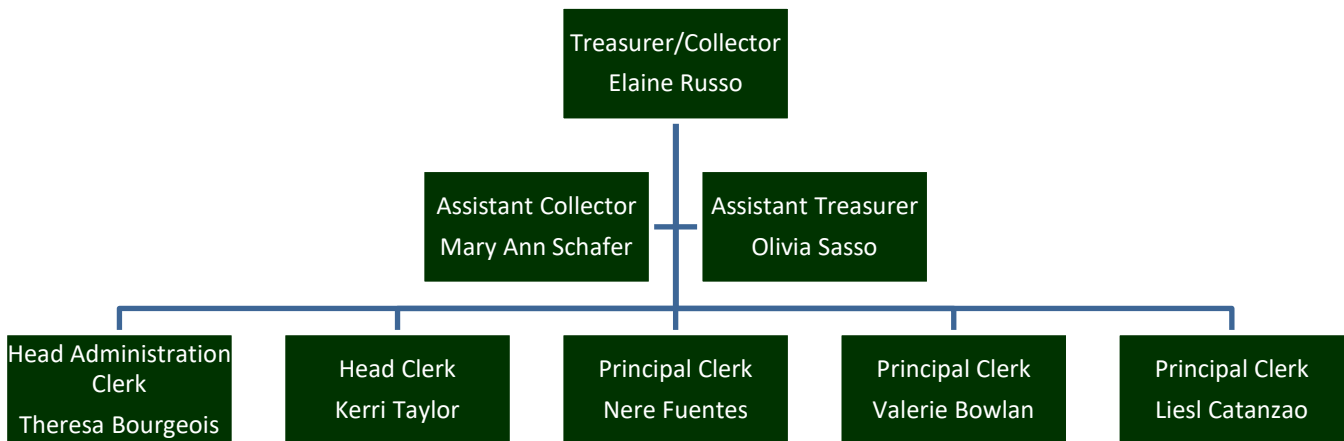 Treasurer/Collector
Elaine Russo
Assistant Collector
Mary Ann Schafer
Assistant Treasurer
Olivia Sasso
Head Administration
Clerk
Theresa Bourgeois
Head Clerk
Kerri Taylor
Principal Clerk
Nere Fuentes
Principal Clerk
Valerie Bowlan
Principal Clerk
Liesl Catanzao